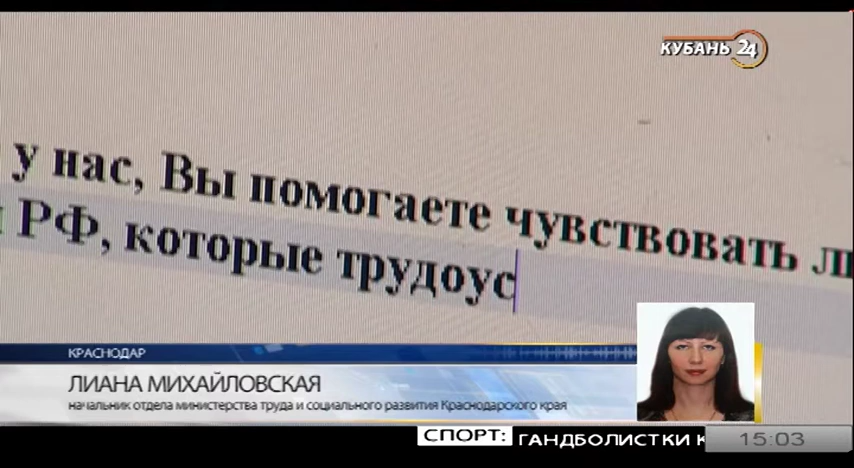 КУБАНЬ 24
у нас, Вы помогаете чувствовать
РФ, которые трудоус
КРАСНОДАР
ЛИАНА МИХАЙЛОВСКАЯ
начальник отдела министерства труда и социального развития Краснодарского края
СПОРТ: ГАНДБОЛИСТКИ К
15:03